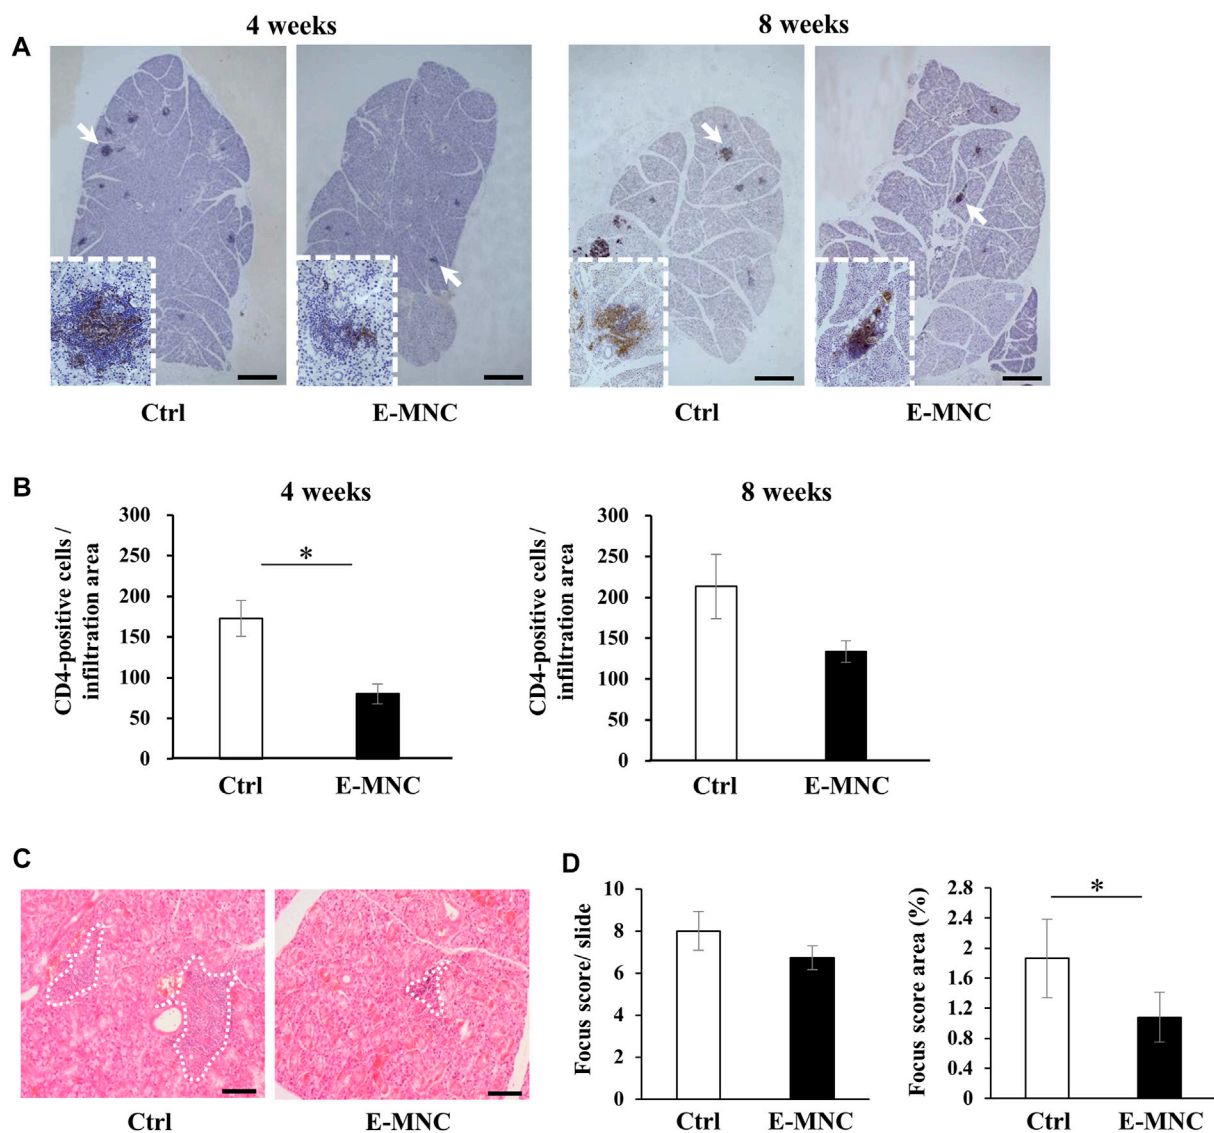 4 weeks
8 weeks
A
Ctrl
E-MNC
Ctrl
E-MNC
B
4 weeks
8 weeks
CD4-positive cells /
infiltration area
300
250
200
150
100
50
0
*
Ctrl
E-MNC
CD4-positive cells /
infiltration area
300
250
200
150
100
50
0
Ctrl
E-MNC
C
Ctrl
E-MNC
D
Focus score/ slide
10
8
6
4
2
0
Ctrl
E-MNC
Focus score area (%)
2.8
2.4
2
1.6
1.2
0.8
0.4
0
*
Ctrl
E-MNC